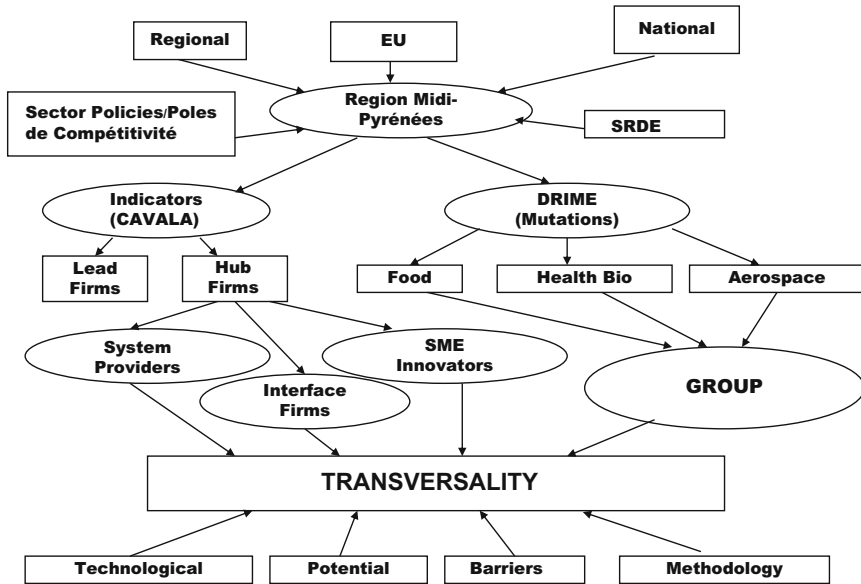 Regional
EU
National
Sector Policies/Poles
de Compétitivité
Region Midi-
Pyrénées
SRDE
Indicators
(CAVALA)
DRIME
(Mutations)
Lead
Firms
Hub
Firms
Food
Health Bio
Aerospace
System
Providers
SME
Innovators
Interface
Firms
GROUP
TRANSVERSALITY
Technological
Potential
Barriers
Methodology